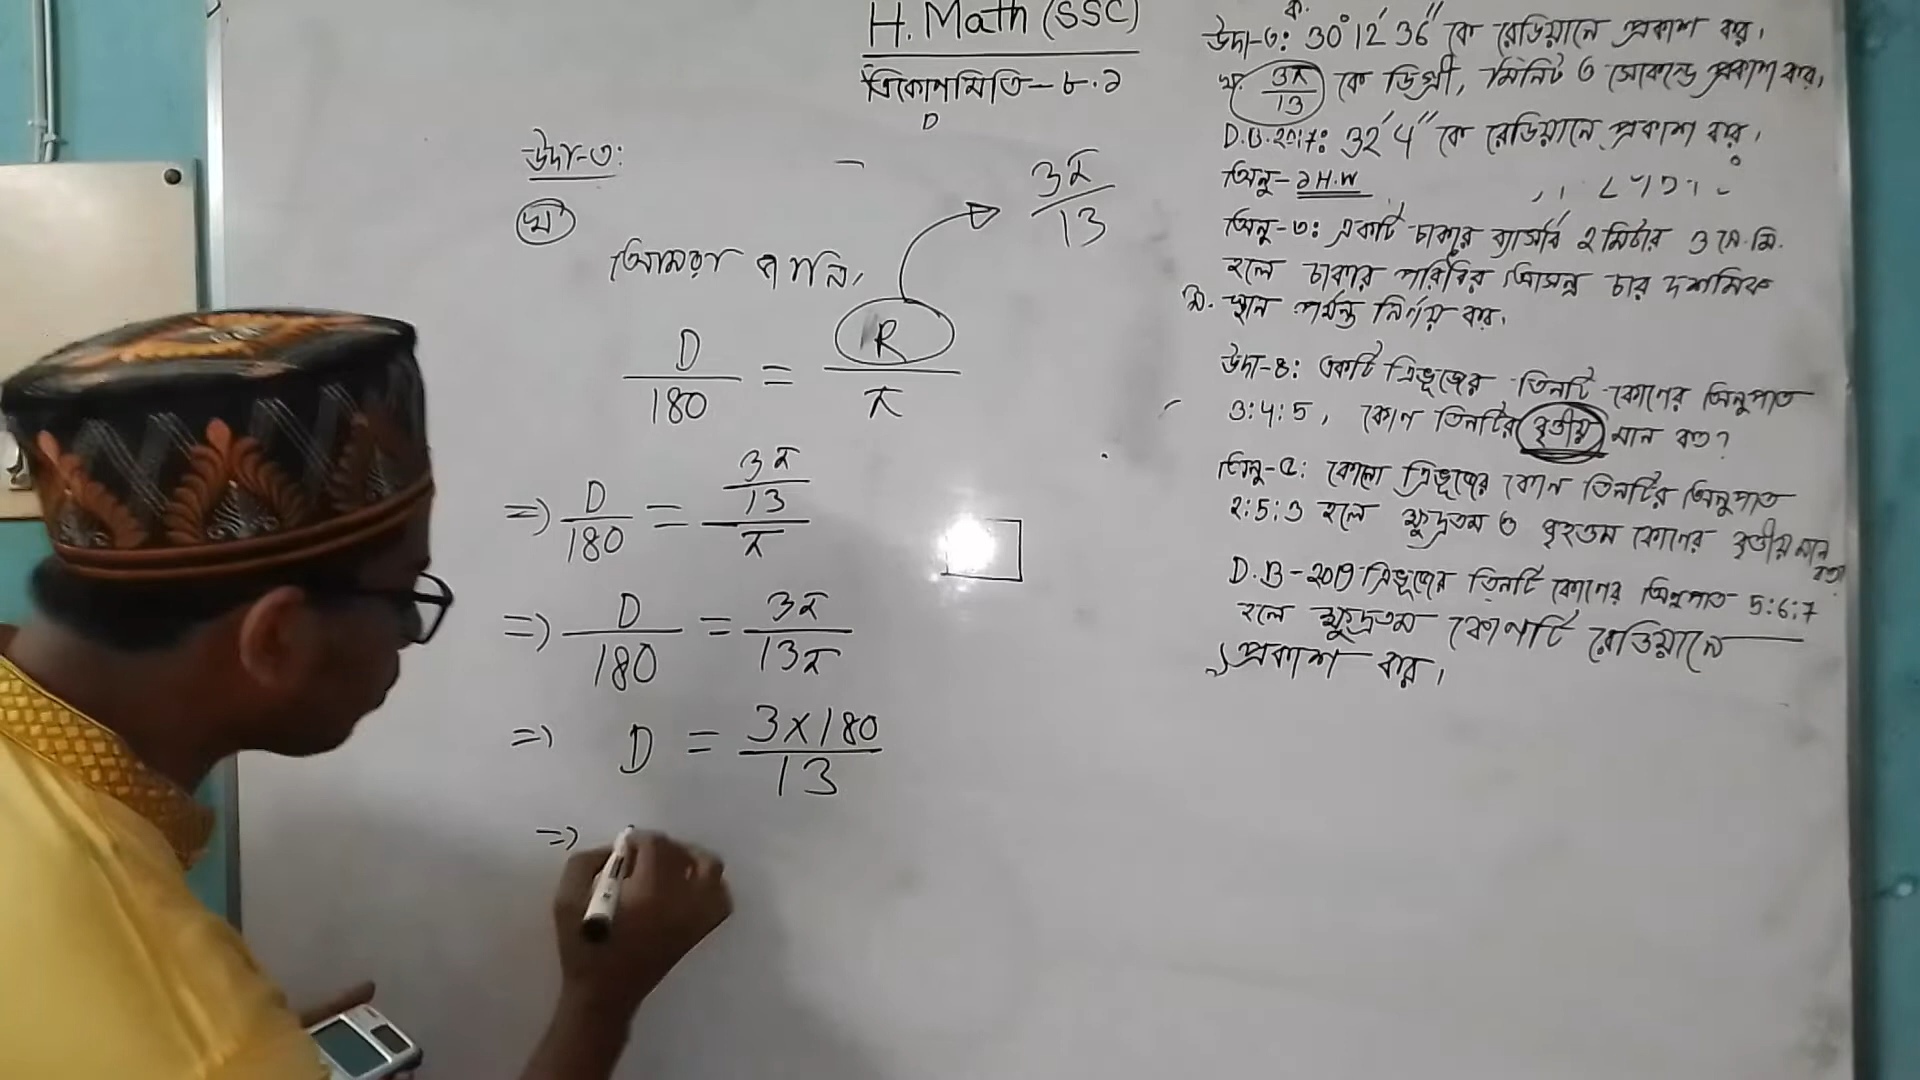 H. Math (SSC)
ত্রিকোণমিতি - ৮.১
D
উদা-৩:
খ
আমরা জানি,
D/180 = R/π
3π/13
=> D/180 = (3π/13)/π
=> D/180 = 3π/13π
=> D = 3×180/13
=>
ক.
উদা-৩: 30°12′36″ কে রেডিয়ানে প্রকাশ কর।
খ. 3π/13 কে ডিগ্রী, মিনিট ও সেকেন্ডে প্রকাশ কর।
D.B.2017: 32′4″ কে রেডিয়ানে প্রকাশ কর।
অনু-১ H.W
অনু-৩: একটি চাকার ব্যাসার্ধ ২ মিটার 3 সে.মি.
হলে চাকার পরিধির আসন্ন চার দশমিক
স্থান পর্যন্ত নির্ণয় কর।
উদা-৪: একটি ত্রিভুজের তিনটি কোণের অনুপাত
3:4:5, কোণ তিনটির বৃত্তীয় মান কত?
অনু-৫: কোনো ত্রিভুজের কোণ তিনটির অনুপাত
২:5:3 হলে ক্ষুদ্রতম ও বৃহত্তম কোণের বৃত্তীয় মান
কত?
D.B-2019 ত্রিভুজের তিনটি কোণের অনুপাত 5:6:7
হলে ক্ষুদ্রতম কোণটি রেডিয়ানে
প্রকাশ কর।